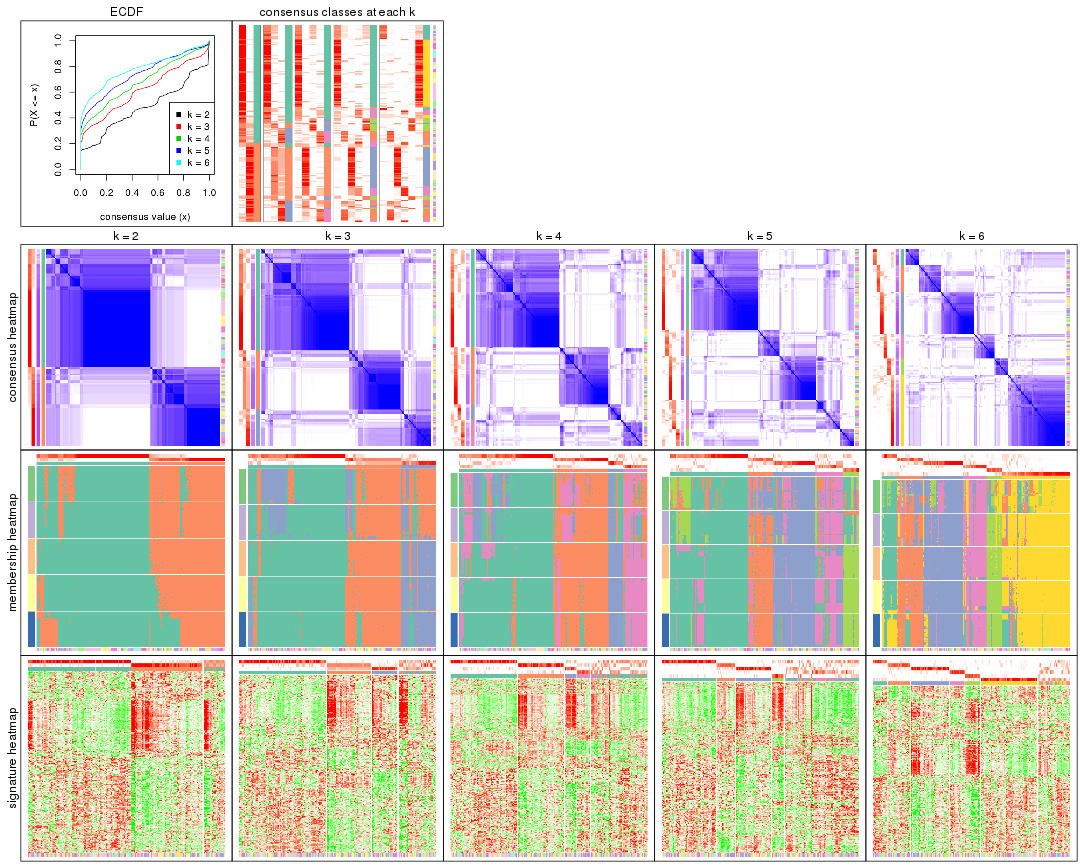 ECDF
consensus classes at each k
P(X <= x)
1.0
0.8
0.6
0.4
0.2
0.0
k = 2
k = 3
k = 4
k = 5
k = 6
0.0 0.2 0.4 0.6 0.8 1.0
consensus value (x)
k = 2
k = 3
k = 4
k = 5
k = 6
consensus heatmap
membership heatmap
signature heatmap